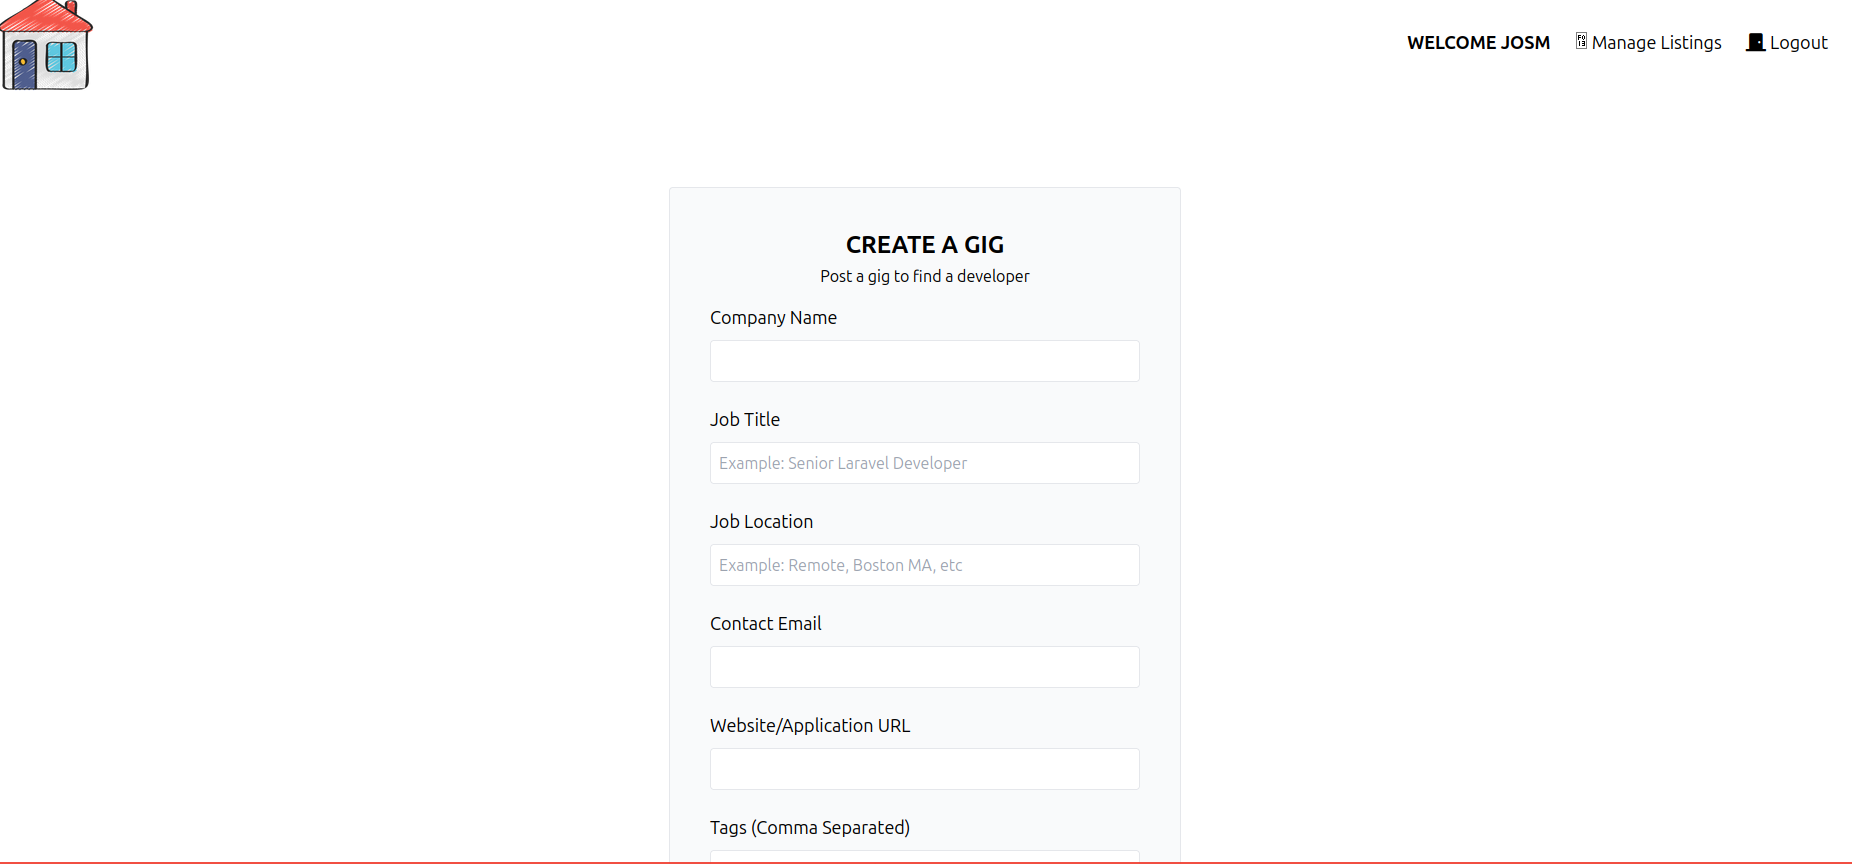 WELCOME JOSM Manage Listings Logout
CREATE A GIG
Post a gig to find a developer
Company Name
Job Title
Example: Senior Laravel Developer
Job Location
Example: Remote, Boston MA, etc
Contact Email
Website/Application URL
Tags (Comma Separated)